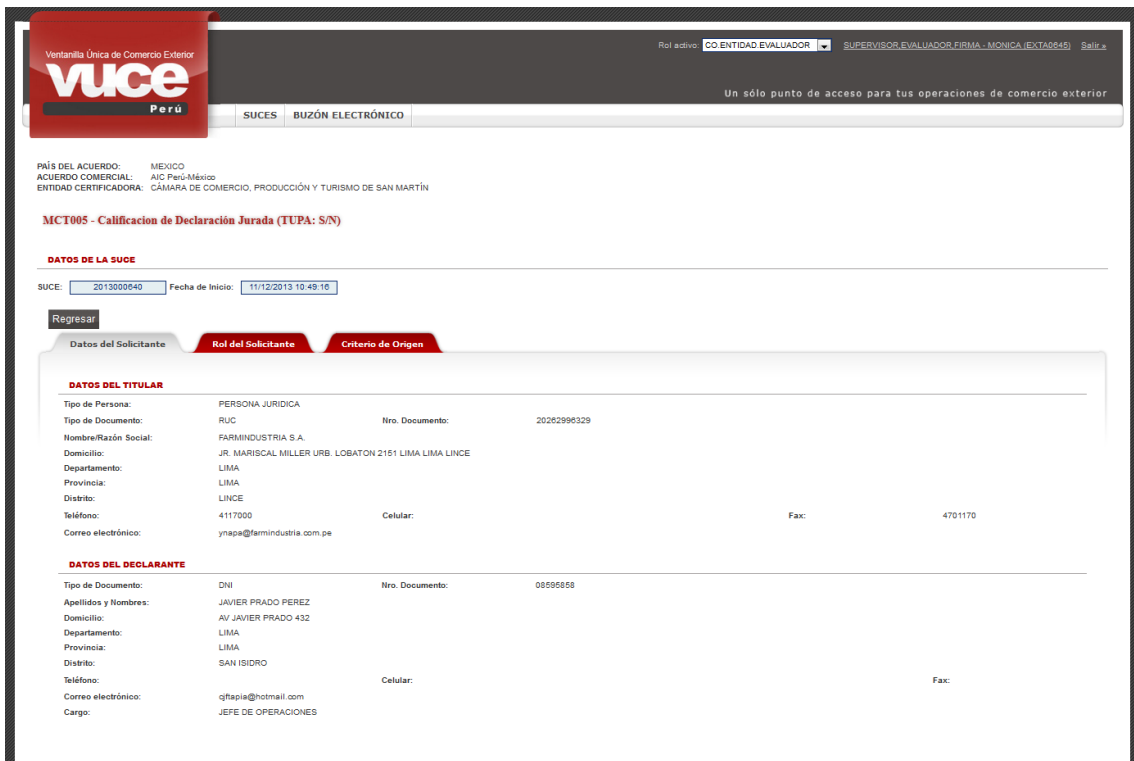 Ventanilla Única de Comercio Exterior
vuce
Perú
Rol activo: CO.ENTIDAD.EVALUADOR SUPERVISOR,EVALUADOR,FIRMA - MONICA (EXTA0645) Salir »
Un sólo punto de acceso para tus operaciones de comercio exterior
SUCES BUZÓN ELECTRÓNICO
PAÍS DEL ACUERDO: MEXICO
ACUERDO COMERCIAL: AIC Perú-México
ENTIDAD CERTIFICADORA: CÁMARA DE COMERCIO, PRODUCCIÓN Y TURISMO DE SAN MARTÍN
MCT005 - Calificacion de Declaración Jurada (TUPA: S/N)
DATOS DE LA SUCE
SUCE: 2013000640 Fecha de Inicio: 11/12/2013 10:49:16
Regresar
Datos del Solicitante Rol del Solicitante Criterio de Origen
DATOS DEL TITULAR
Tipo de Persona: PERSONA JURIDICA
Tipo de Documento: RUC Nro. Documento: 20262996329
Nombre/Razón Social: FARMINDUSTRIA S.A.
Domicilio: JR. MARISCAL MILLER URB. LOBATON 2151 LIMA LIMA LINCE
Departamento: LIMA
Provincia: LIMA
Distrito: LINCE
Teléfono: 4117000 Celular: Fax: 4701170
Correo electrónico: ynapa@farmindustria.com.pe
DATOS DEL DECLARANTE
Tipo de Documento: DNI Nro. Documento: 08595858
Apellidos y Nombres: JAVIER PRADO PEREZ
Domicilio: AV JAVIER PRADO 432
Departamento: LIMA
Provincia: LIMA
Distrito: SAN ISIDRO
Teléfono: Celular: Fax:
Correo electrónico: qjftapia@hotmail.com
Cargo: JEFE DE OPERACIONES